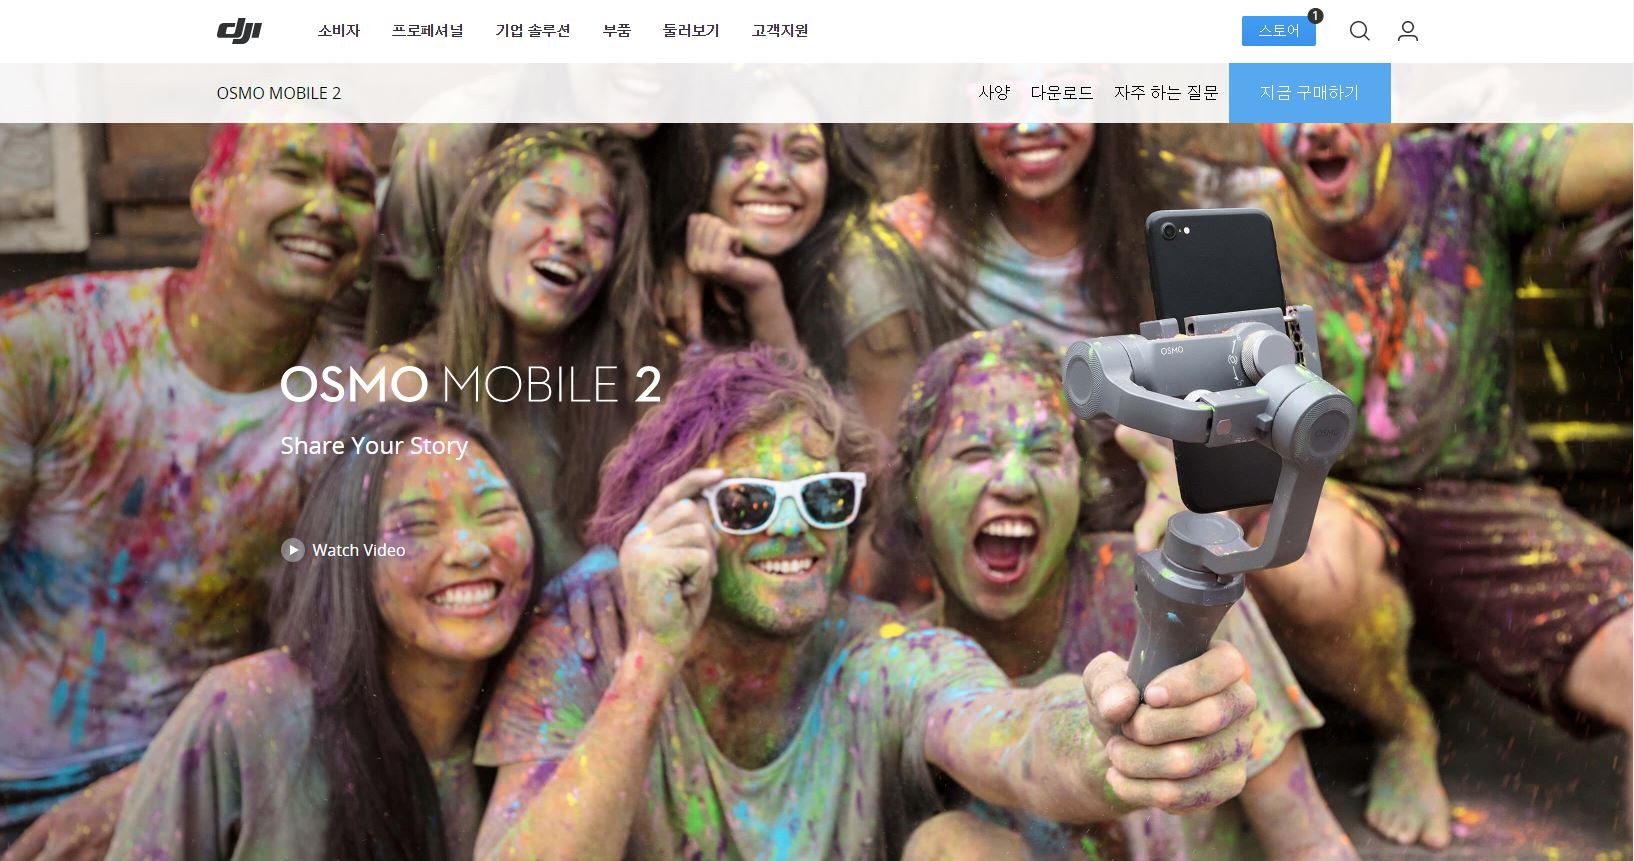 dji
소비자
프로페셔널
기업 솔루션
부품
둘러보기
고객지원
스토어
1
OSMO MOBILE 2
사양
다운로드
자주 하는 질문
지금 구매하기
OSMO
OSMO
OSMO MOBILE 2
Share Your Story
Watch Video